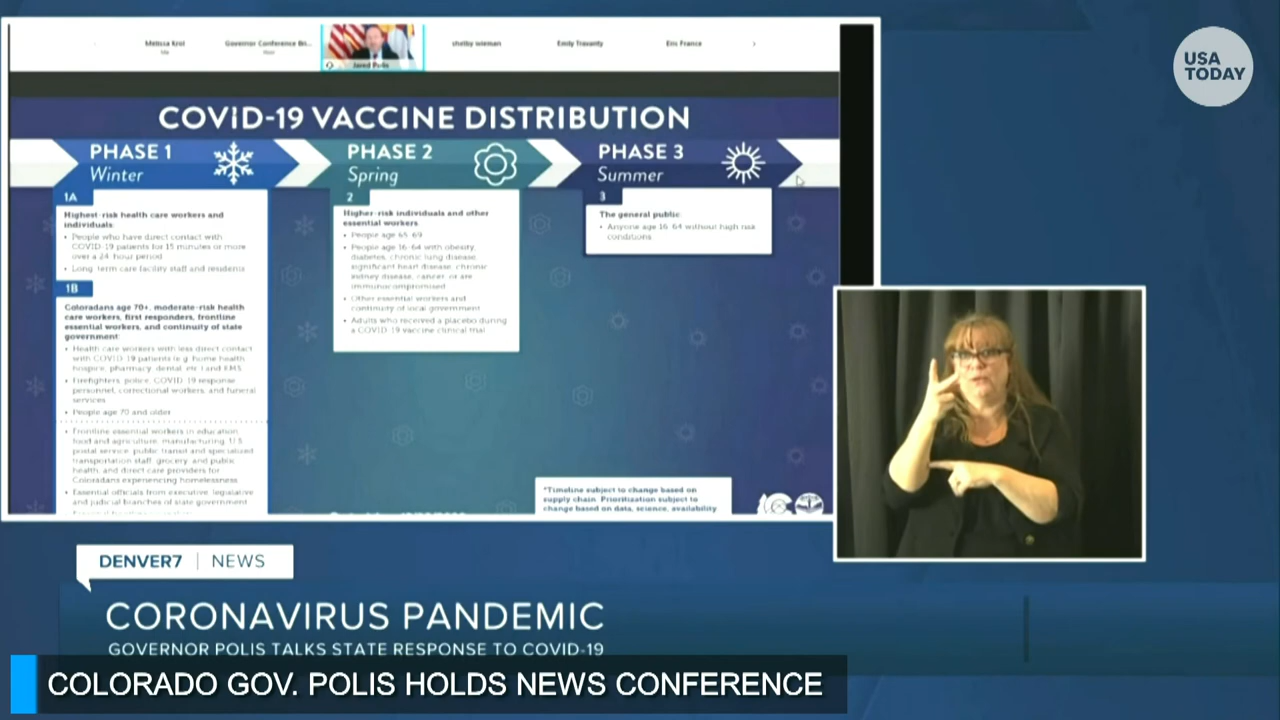 Melissa Krol
Me
Governor Conference Bri...
Host
Jared Polis
shelby wieman
Emily Travanty
Eric France
USA
TODAY
COVID-19 VACCINE DISTRIBUTION
PHASE 1
Winter
PHASE 2
Spring
PHASE 3
Summer
1A
Highest-risk health care workers and
individuals:
• People who have direct contact with
COVID-19 patients for 15 minutes or more
over a 24-hour period
• Long-term care facility staff and residents
1B
Coloradans age 70+, moderate-risk health
care workers, first responders, frontline
essential workers, and continuity of state
government:
• Health care workers with less direct contact
with COVID-19 patients (e.g. home health,
hospice, pharmacy, dental, etc.) and EMS
• Firefighters, police, COVID-19 response
personnel, correctional workers, and funeral
services
• People age 70 and older
• Frontline essential workers in education,
food and agriculture, manufacturing, U.S.
postal service, public transit and specialized
transportation staff, grocery, and public
health, and direct care providers for
Coloradans experiencing homelessness
• Essential officials from executive, legislative
and judicial branches of state government
2
Higher-risk individuals and other
essential workers:
• People age 65-69
• People age 16-64 with obesity,
diabetes, chronic lung disease,
significant heart disease, chronic
kidney disease, cancer, or are
immunocompromised
• Other essential workers and
continuity of local government
• Adults who received a placebo during
a COVID-19 vaccine clinical trial
3
The general public:
• Anyone age 16-64 without high risk
conditions
*Timeline subject to change based on
supply chain. Prioritization subject to
change based on data, science, availability
DENVER7 | NEWS
CORONAVIRUS PANDEMIC
GOVERNOR POLIS TALKS STATE RESPONSE TO COVID-19
COLORADO GOV. POLIS HOLDS NEWS CONFERENCE